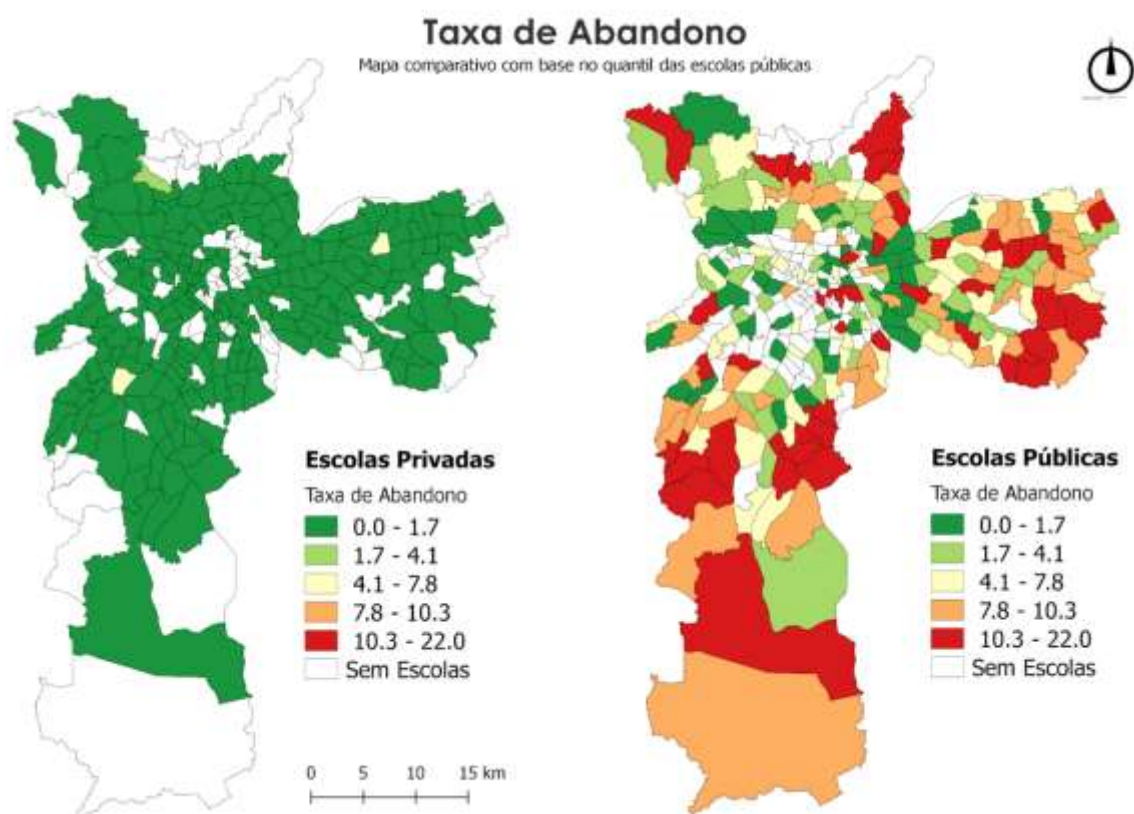 Taxa de Abandono
Mapa comparativo com base no quantil das escolas públicas
Escolas Privadas
Taxa de Abandono
0.0 - 1.7
1.7 - 4.1
4.1 - 7.8
7.8 - 10.3
10.3 - 22.0
Sem Escolas
0 5 10 15 km
Escolas Públicas
Taxa de Abandono
0.0 - 1.7
1.7 - 4.1
4.1 - 7.8
7.8 - 10.3
10.3 - 22.0
Sem Escolas